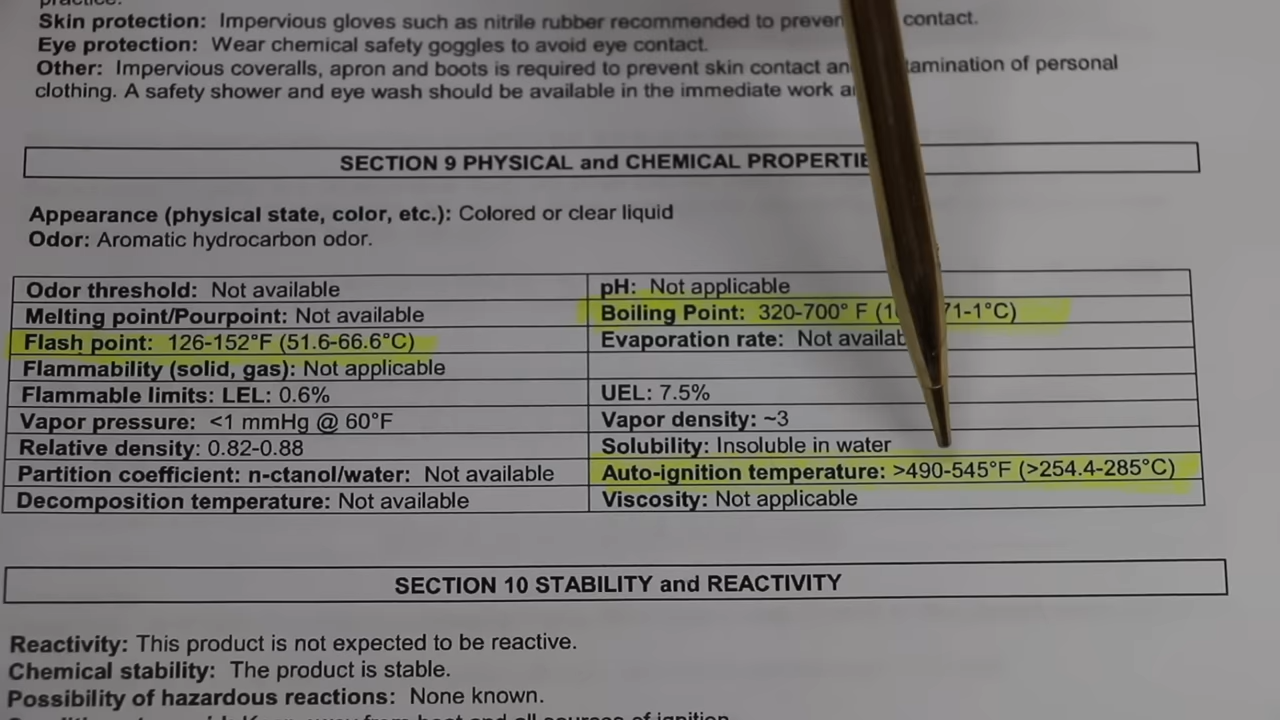 practice.
Skin protection: Impervious gloves such as nitrile rubber recommended to contact.
Eye protection: Wear chemical safety goggles to avoid eye contact.
Other: Impervious coveralls, apron and boots is required to prevent skin contact of personal
clothing. A safety shower and eye wash should be available in the immediate work
SECTION 9 PHYSICAL and CHEMICAL
Appearance (physical state, color, etc.): Colored or clear liquid
Odor: Aromatic hydrocarbon odor.
Odor threshold: Not available
pH: Not applicable
Melting point/Pourpoint: Not available
Boiling Point: 320-700° F
Flash point: 126-152°F (51.6-66.6°C)
Evaporation rate: Not
Flammability (solid, gas): Not applicable
Flammable limits: LEL: 0.6%
UEL: 7.5%
Vapor pressure: <1 mmHg @ 60°F
Vapor density: ~3
Relative density: 0.82-0.88
Solubility: Insoluble in water
Partition coefficient: n-ctanol/water: Not available
Auto-ignition temperature: >490-545°F (>254.4-285°C)
Decomposition temperature: Not available
Viscosity: Not applicable
SECTION 10 STABILITY and REACTIVITY
Reactivity: This product is not expected to be reactive.
Chemical stability: The product is stable.
Possibility of hazardous reactions: None known.